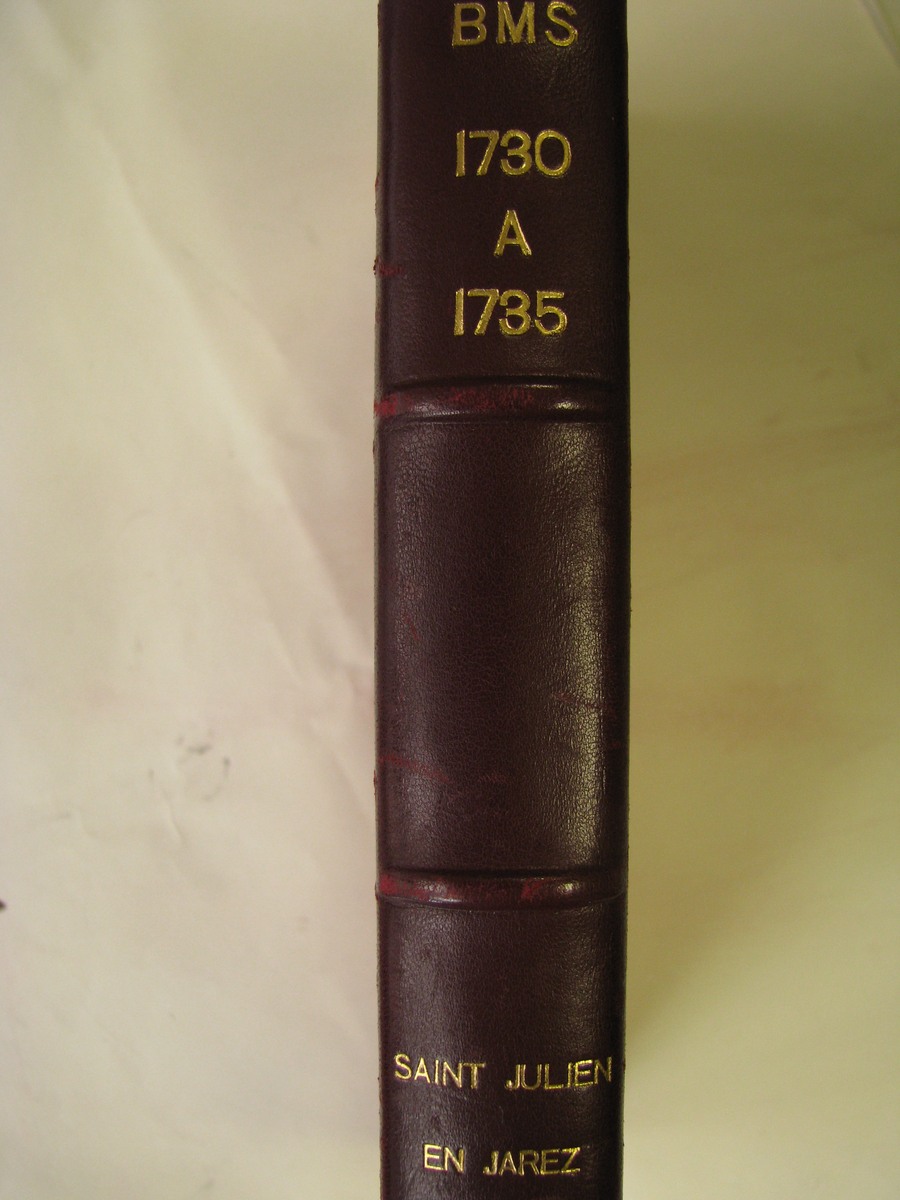 BMS
1730
A
1735
SAINT JULIEN
EN JAREZ